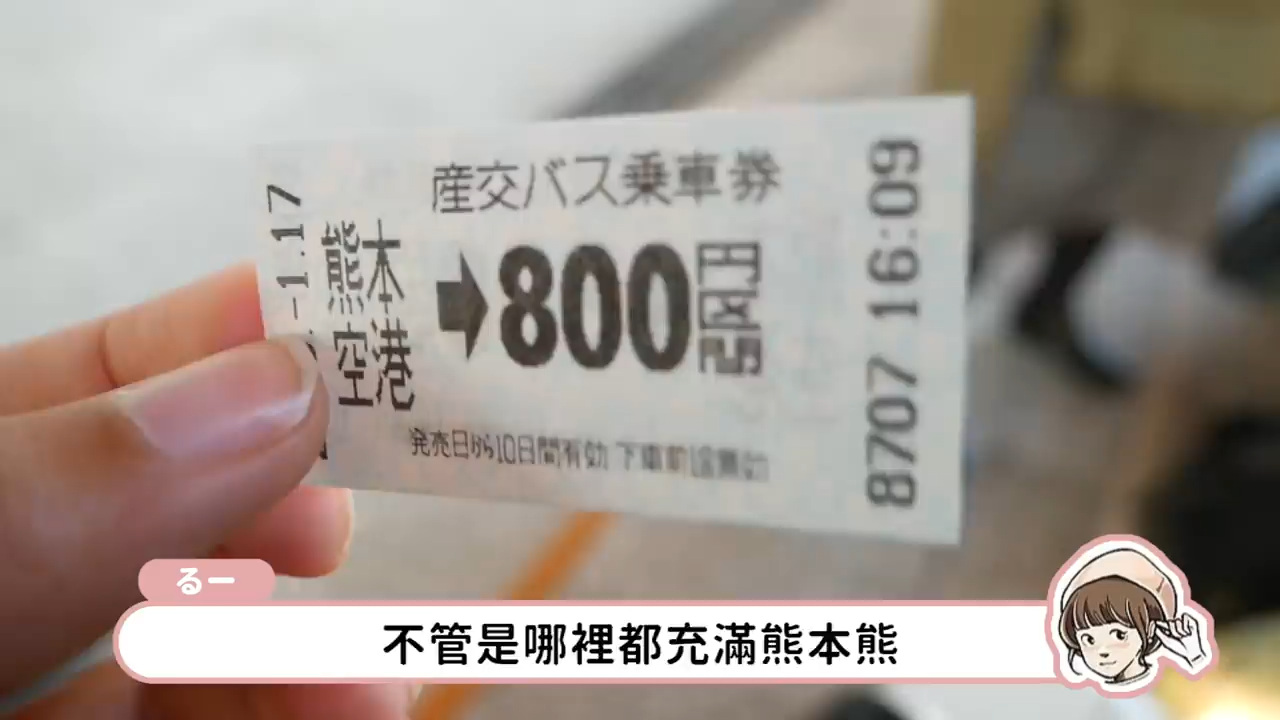 産交バス乗車券
-1.17
熊本
空港
➡800円区間
発売日から10日間有効 下車前途無効
8707 16:09
るー
不管是哪裡都充滿熊本熊